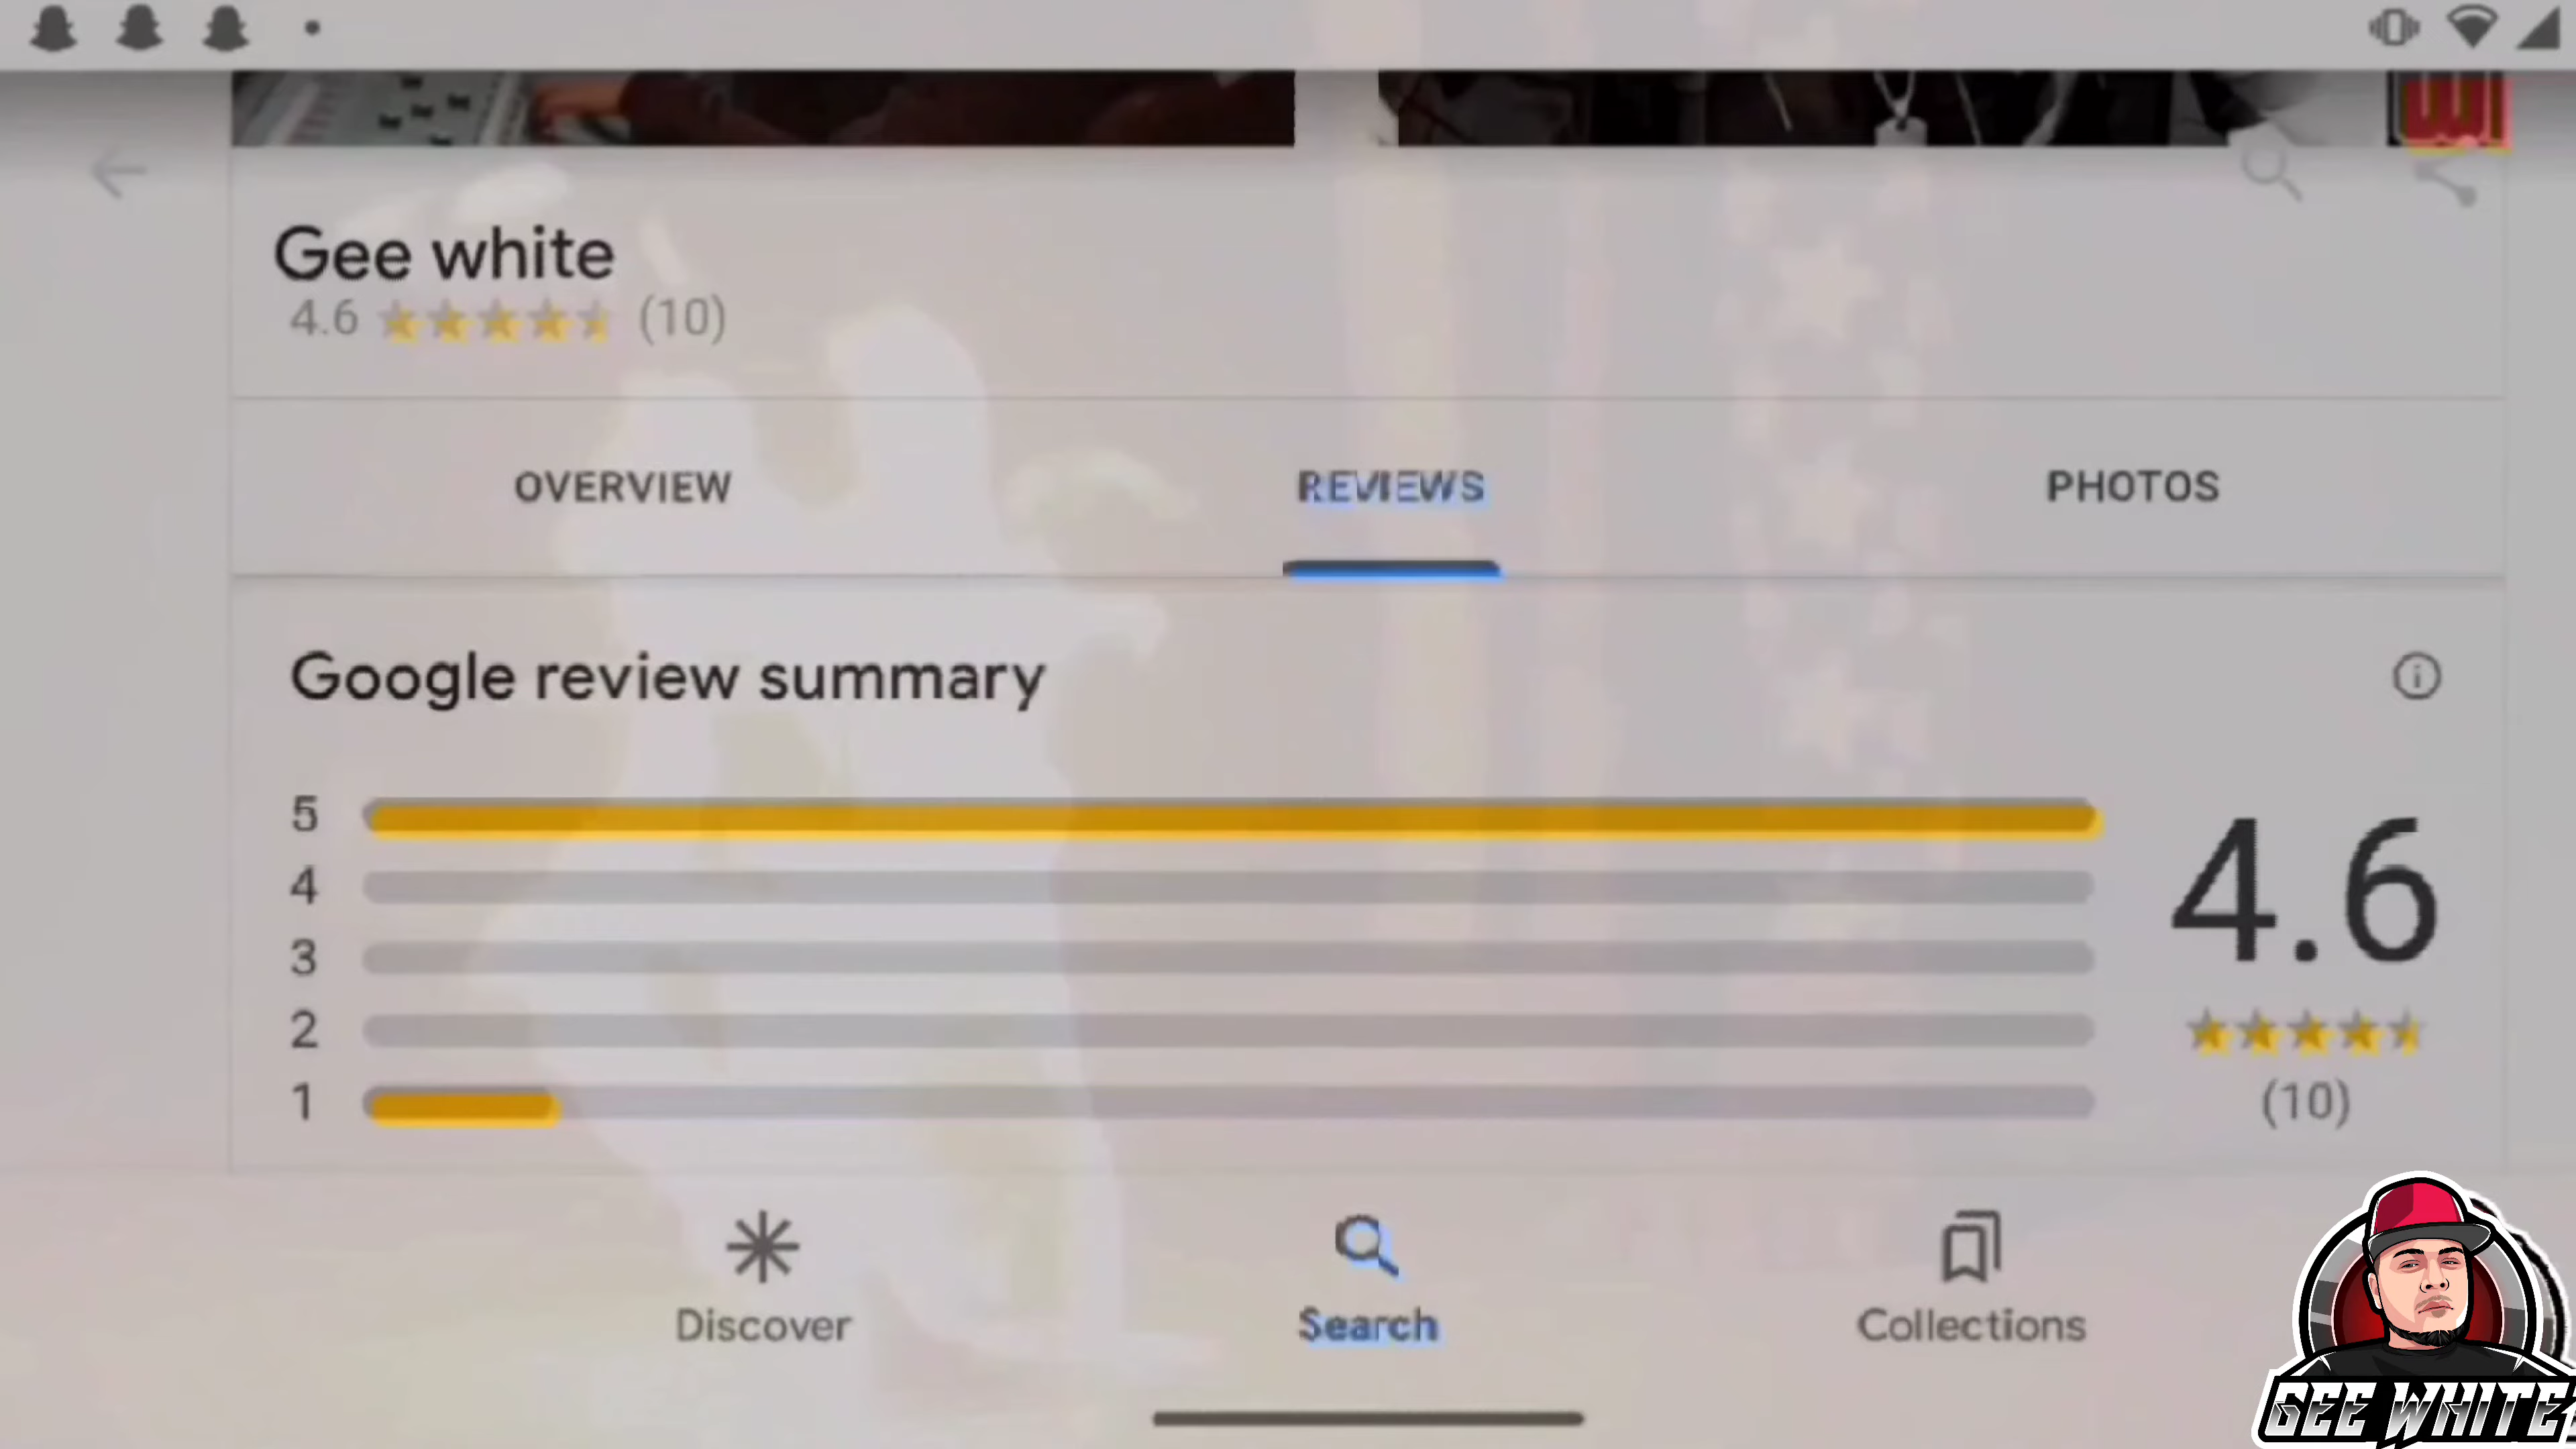 Gee white
4.6 (10)
OVERVIEW REVIEWS PHOTOS
Google review summary
5
4
3
2
1
4.6
(10)
Discover Search Collections
GEE WHITE